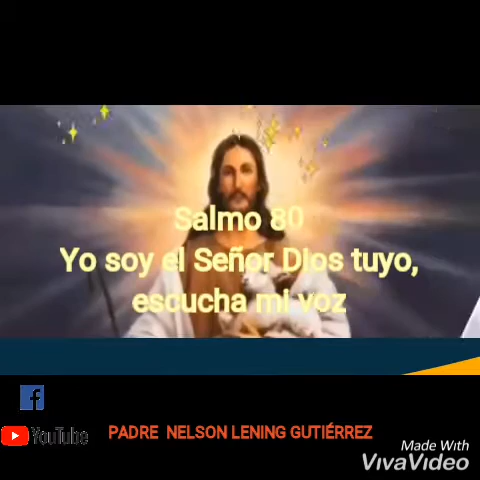 Salmo 80
Yo soy el Señor Dios tuyo,
escucha mi voz
f
YouTube
PADRE NELSON LENING GUTIÉRREZ
Made With
VivaVideo